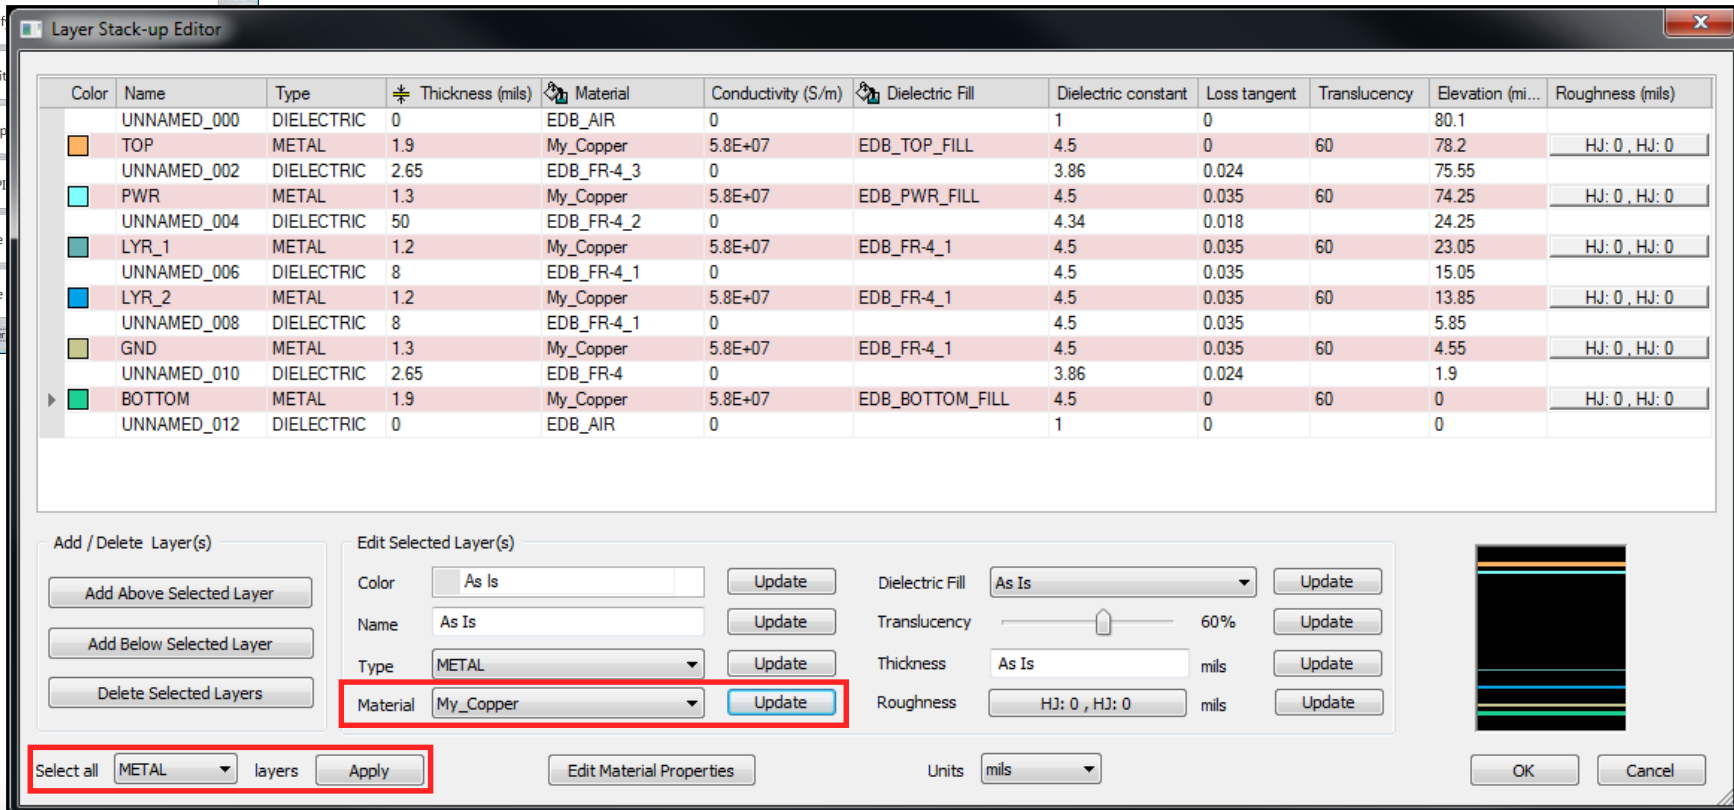 Layer Stack-up Editor
Color Name Type Thickness (mils) Material Conductivity (S/m) Dielectric Fill Dielectric constant Loss tangent Translucency Elevation (mi... Roughness (mils)
UNNAMED_000 DIELECTRIC 0 EDB_AIR 0 1 0 80.1
TOP METAL 1.9 My_Copper 5.8E+07 EDB_TOP_FILL 4.5 0 60 78.2 HJ: 0 , HJ: 0
UNNAMED_002 DIELECTRIC 2.65 EDB_FR-4_3 0 3.86 0.024 75.55
PWR METAL 1.3 My_Copper 5.8E+07 EDB_PWR_FILL 4.5 0.035 60 74.25 HJ: 0 , HJ: 0
UNNAMED_004 DIELECTRIC 50 EDB_FR-4_2 0 4.34 0.018 24.25
LYR_1 METAL 1.2 My_Copper 5.8E+07 EDB_FR-4_1 4.5 0.035 60 23.05 HJ: 0 , HJ: 0
UNNAMED_006 DIELECTRIC 8 EDB_FR-4_1 0 4.5 0.035 15.05
LYR_2 METAL 1.2 My_Copper 5.8E+07 EDB_FR-4_1 4.5 0.035 60 13.85 HJ: 0 , HJ: 0
UNNAMED_008 DIELECTRIC 8 EDB_FR-4_1 0 4.5 0.035 5.85
GND METAL 1.3 My_Copper 5.8E+07 EDB_FR-4_1 4.5 0.035 60 4.55 HJ: 0 , HJ: 0
UNNAMED_010 DIELECTRIC 2.65 EDB_FR-4 0 3.86 0.024 1.9
BOTTOM METAL 1.9 My_Copper 5.8E+07 EDB_BOTTOM_FILL 4.5 0 60 0 HJ: 0 , HJ: 0
UNNAMED_012 DIELECTRIC 0 EDB_AIR 0 1 0 0
Add / Delete Layer(s)
Add Above Selected Layer
Add Below Selected Layer
Delete Selected Layers
Edit Selected Layer(s)
Color As Is Update
Name As Is Update
Type METAL Update
Material My_Copper Update
Dielectric Fill As Is Update
Translucency 60% Update
Thickness As Is mils Update
Roughness HJ: 0 , HJ: 0 mils Update
Select all METAL layers Apply
Edit Material Properties
Units mils
OK Cancel